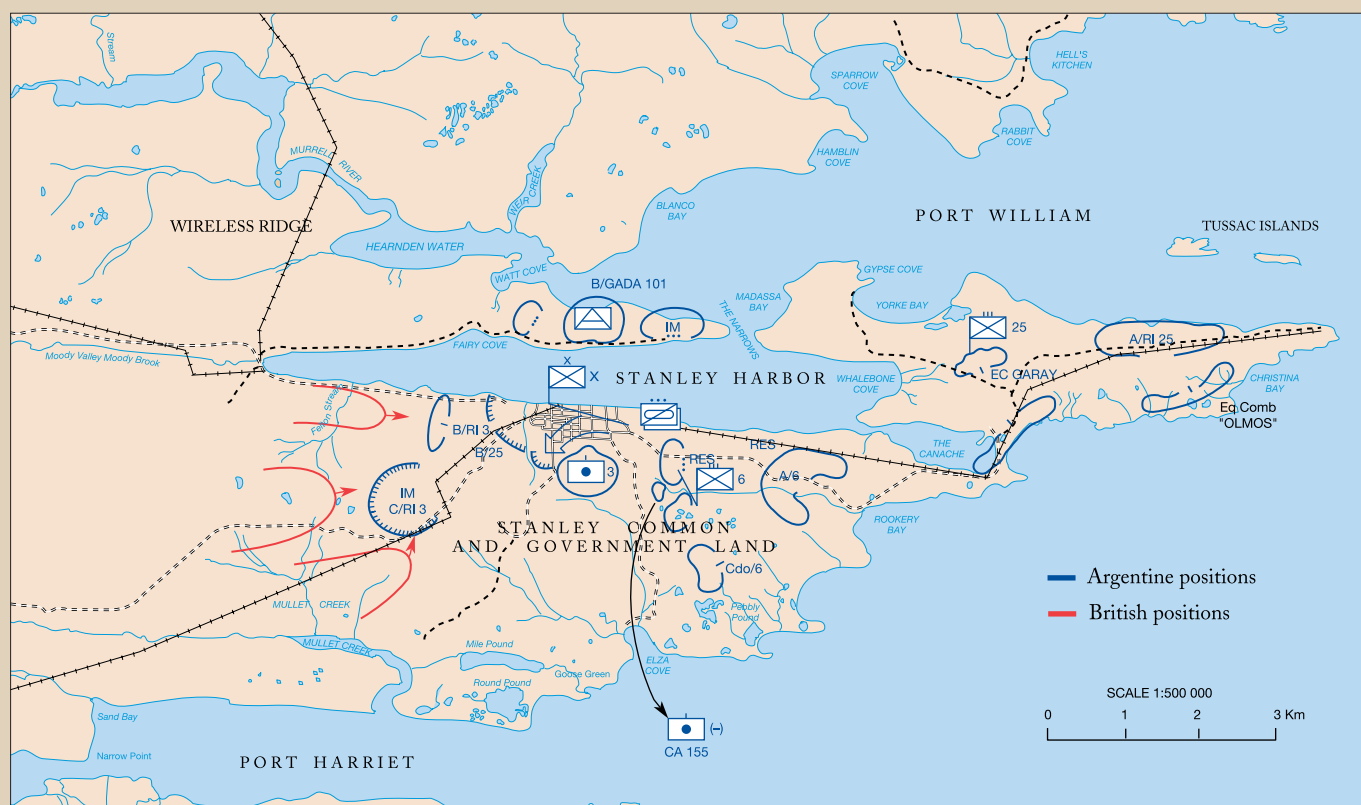 Stream
HELL'S
KITCHEN
SPARROW
COVE
RABBIT
COVE
HAMBLIN
COVE
MURRELL
RIVER
WEIR CREEK
BLANCO
BAY
PORT WILLIAM
WIRELESS RIDGE
TUSSAC ISLANDS
HEARNDEN WATER
WATT COVE
GYPSE COVE
B/GADA 101
MADASSA
BAY
YORKE BAY
THE NARROWS
IM
25
A/RI 25
FAIRY COVE
Moody Valley Moody Brook
X
X
STANLEY HARBOR
WHALEBONE
COVE
EC GARAY
CHRISTINA
BAY
Eq Comb
"OLMOS"
Felton Stream
B/RI 3
B/25
RES
RES
THE
CANACHE
3
6
A/6
IM
C/RI 3
ROOKERY
BAY
STANLEY COMMON
AND GOVERNMENT LAND
Cdo/6
Argentine positions
British positions
MULLET CREEK
Pebbly
Pound
MULLET CREEK
Mile Pound
Goose Green
ELZA
COVE
Round Pound
SCALE 1:500 000
0 1 2 3 Km
Sand Bay
Narrow Point
(–)
CA 155
PORT HARRIET